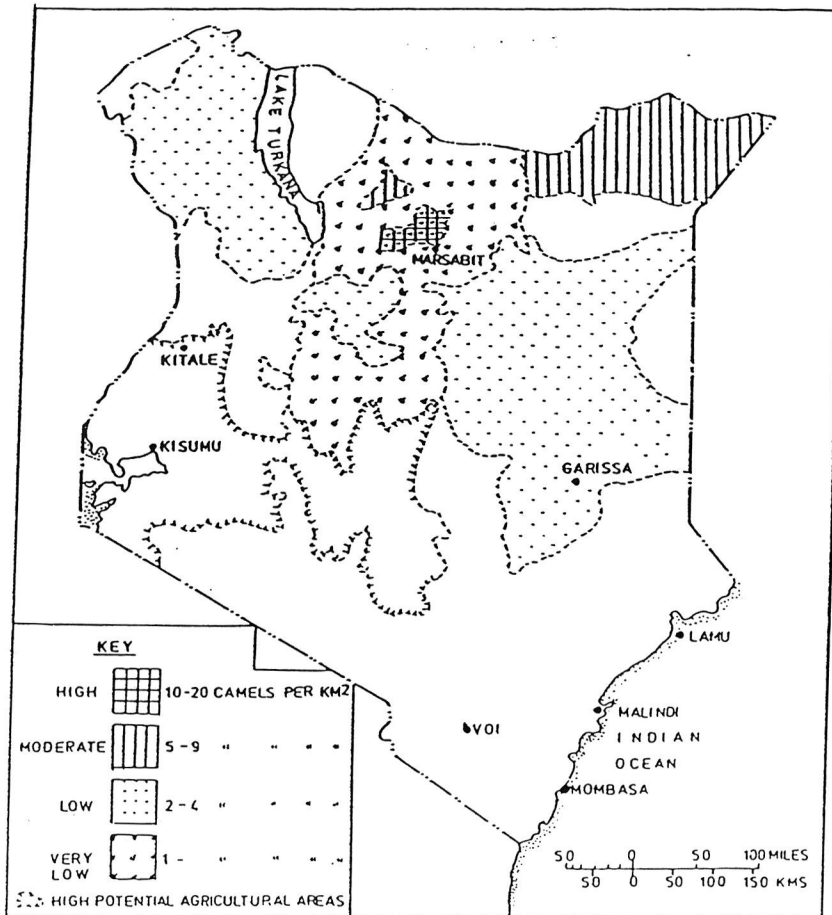 LAKE TURKANA
MARSABIT
KITALE
KISUMU
GARISSA
LAMU
MALINDI
VOI
INDIAN
OCEAN
MOMBASA
KEY
HIGH 10-20 CAMELS PER KM2
MODERATE 5-9 " " " "
LOW 2-4 " " " "
VERY LOW 1- " " " "
HIGH POTENTIAL AGRICULTURAL AREAS
50 0 50 100 MILES
50 0 50 100 150 KMS